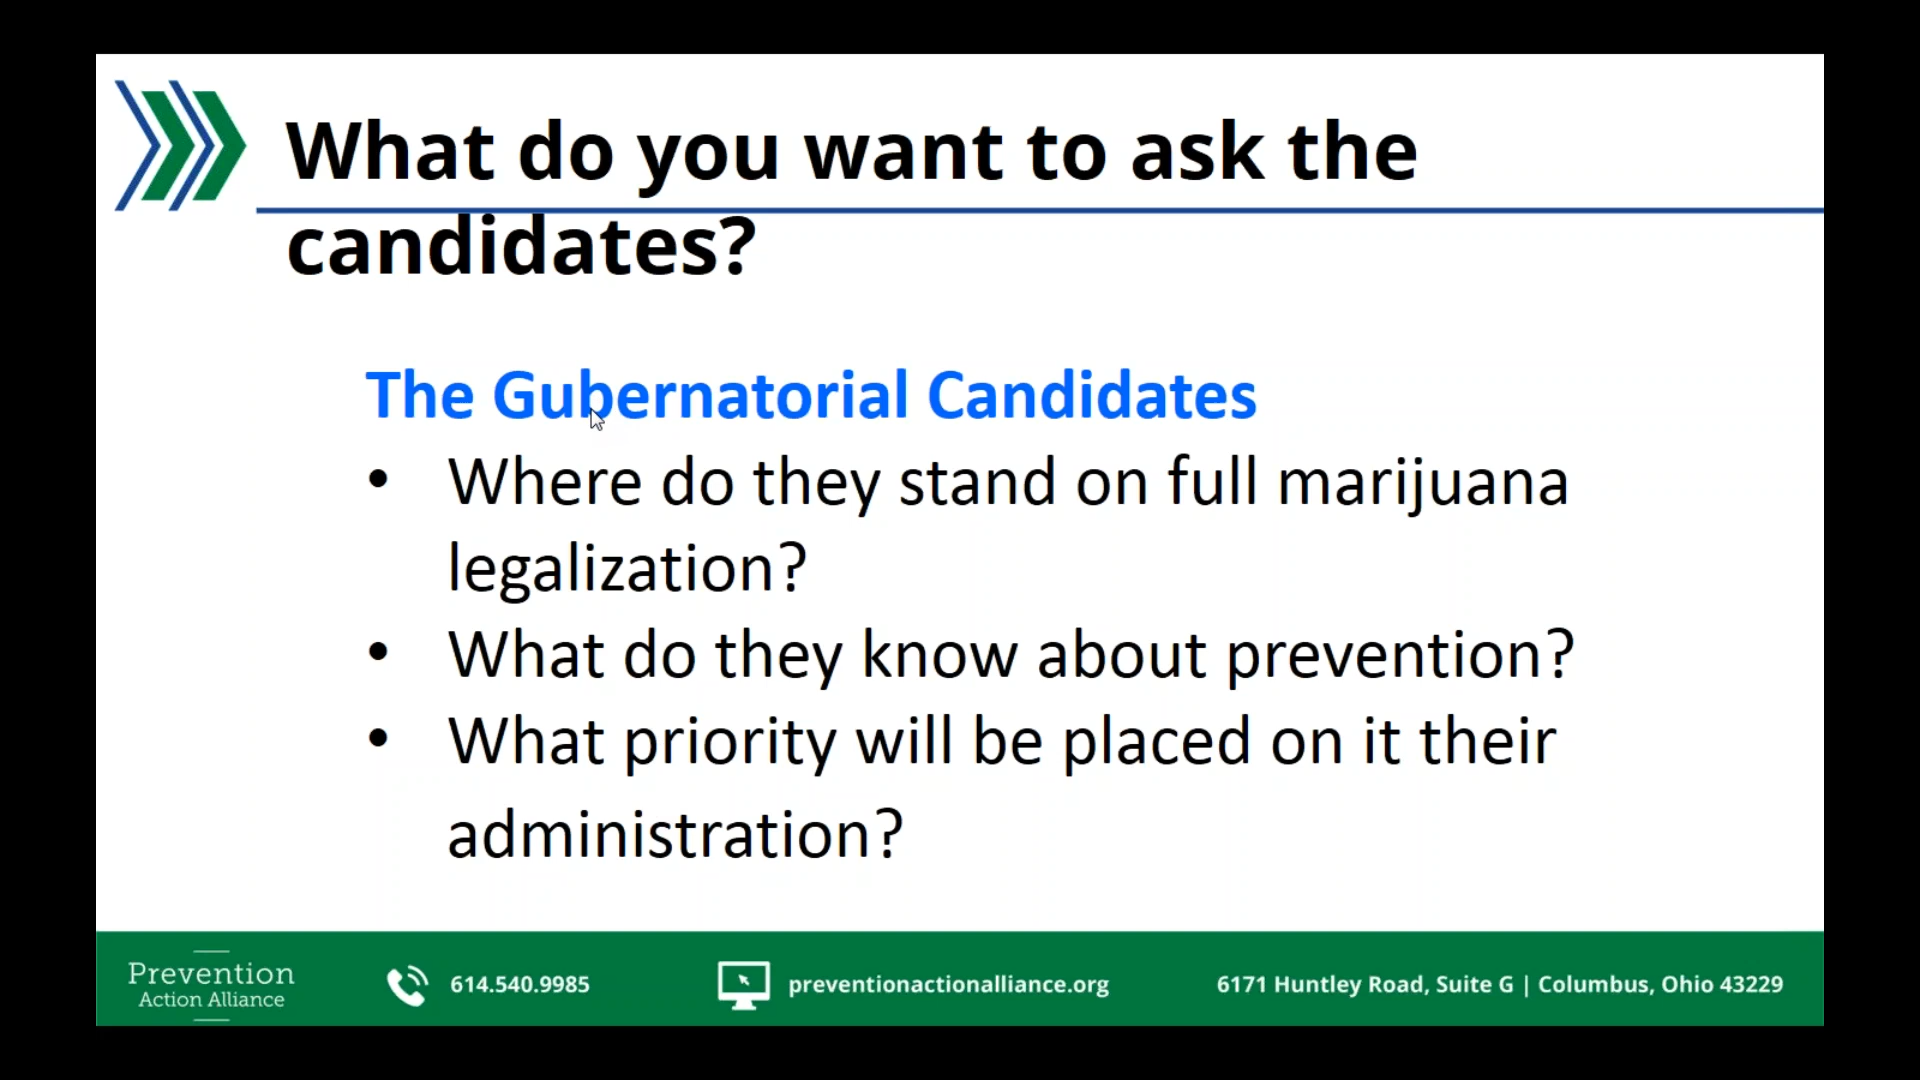 What do you want to ask the
candidates?
The Gubernatorial Candidates
• Where do they stand on full marijuana
legalization?
• What do they know about prevention?
• What priority will be placed on it their
administration?
Prevention
Action Alliance
614.540.9985
preventionactionalliance.org
6171 Huntley Road, Suite G | Columbus, Ohio 43229